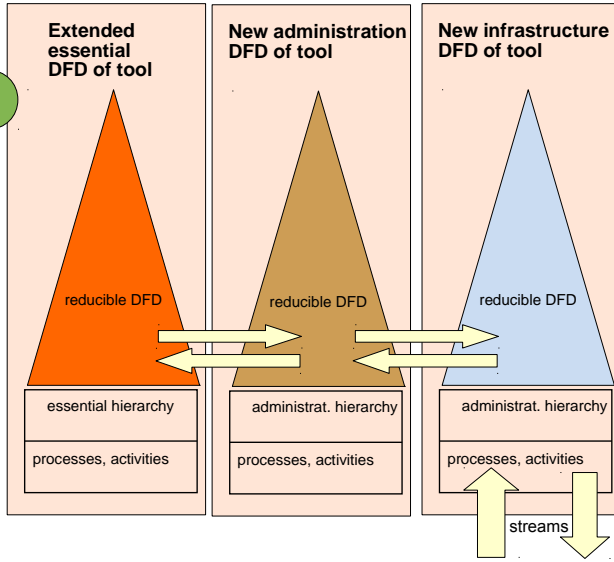 Extended
essential
DFD of tool
New administration
DFD of tool
New infrastructure
DFD of tool
reducible DFD
reducible DFD
reducible DFD
essential hierarchy
administrat. hierarchy
administrat. hierarchy
processes, activities
processes, activities
processes, activities
streams